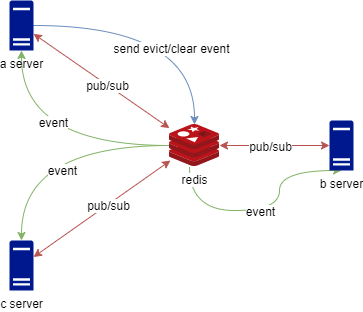 send evict/clear event
a server
pub/sub
event
pub/sub
event
redis
b server
pub/sub
event
c server